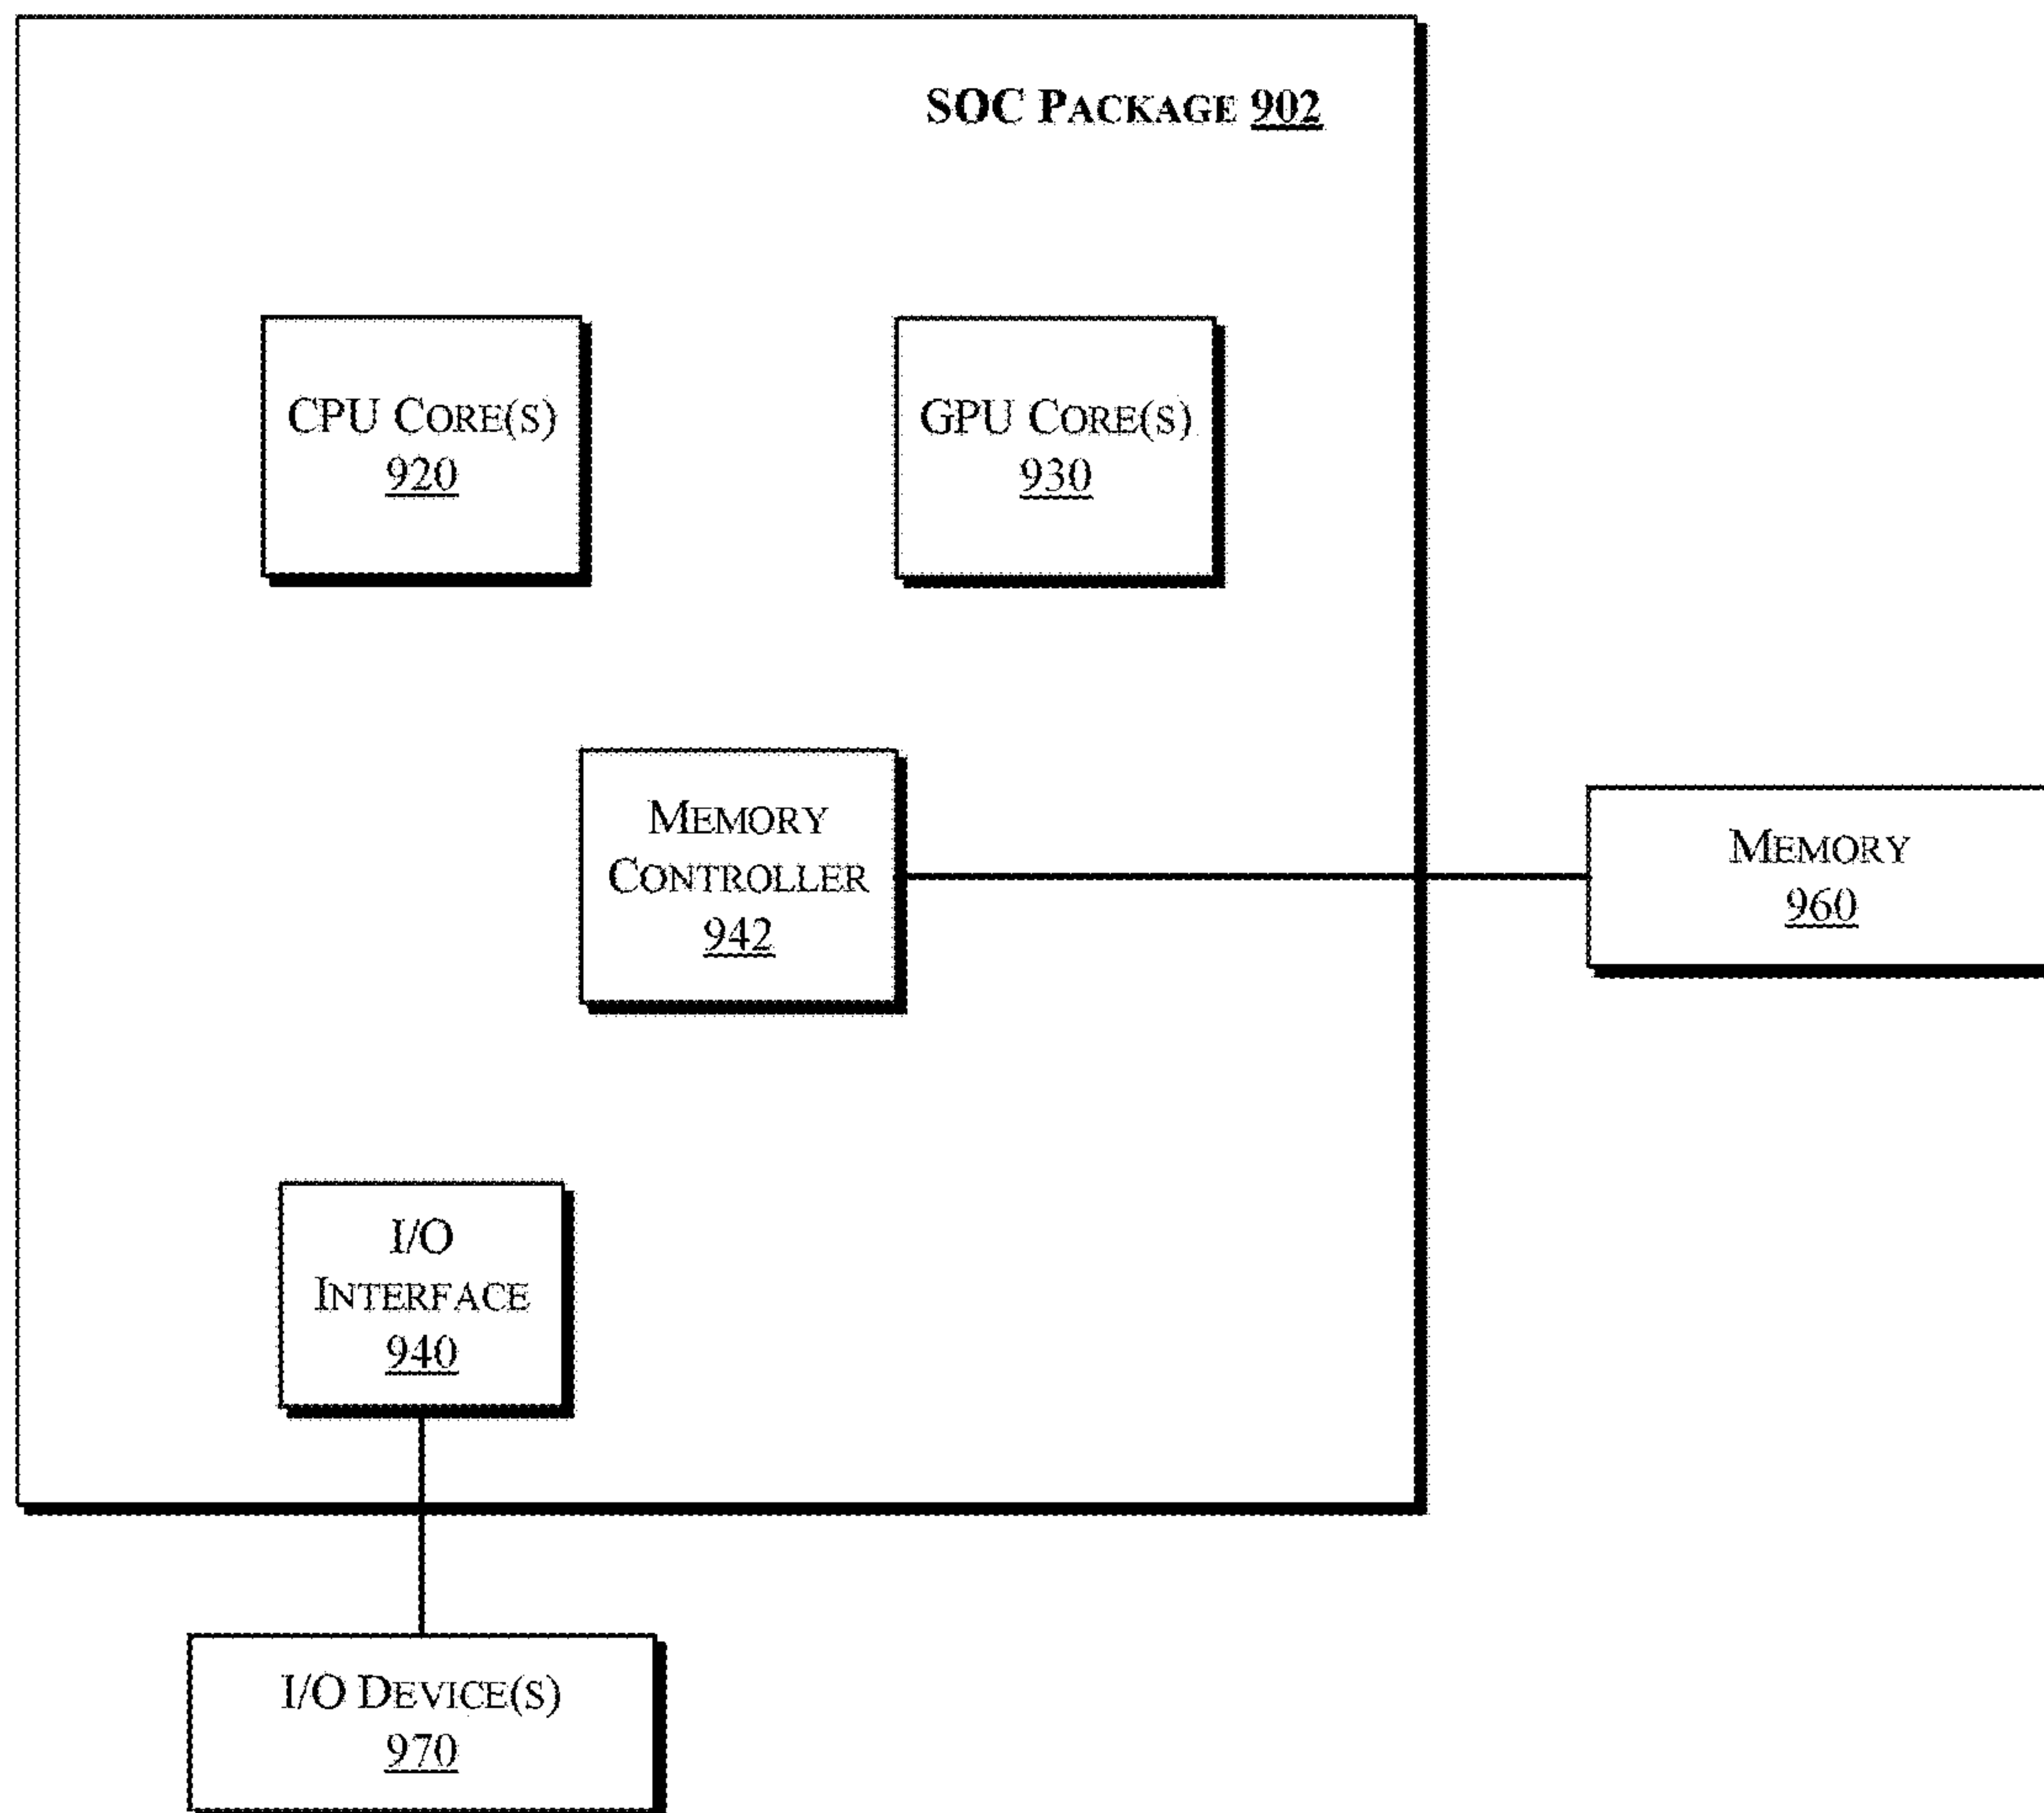 SOC PACKAGE 902
CPU CORE(S)
920
GPU CORE(S)
930
MEMORY
CONTROLLER
942
MEMORY
960
I/O
INTERFACE
940
I/O DEVICE(S)
970